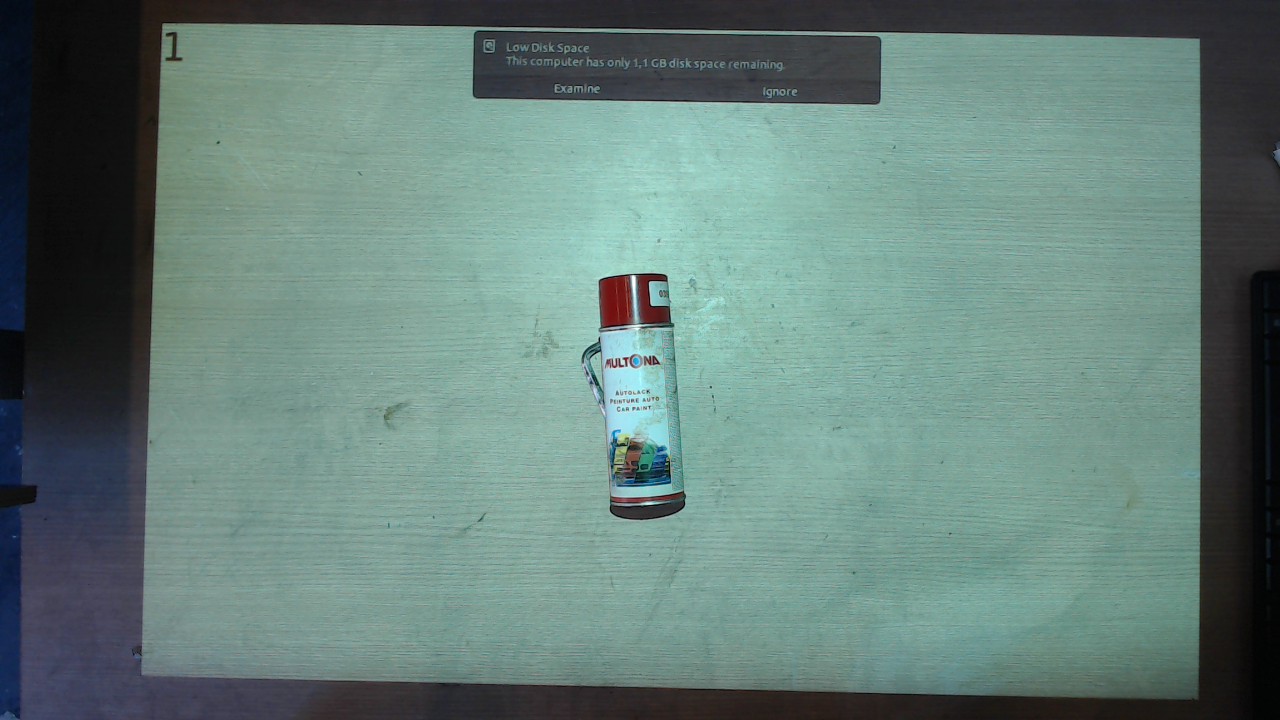 1
Low Disk Space
This computer has only 1,1 GB disk space remaining.
Examine Ignore
MULTONA
AUTOLACK
PEINTURE AUTO
CAR PAINT